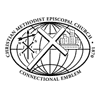 CHRISTIAN METHODIST EPISCOPAL CHURCH - 1870
CONNECTIONAL EMBLEM